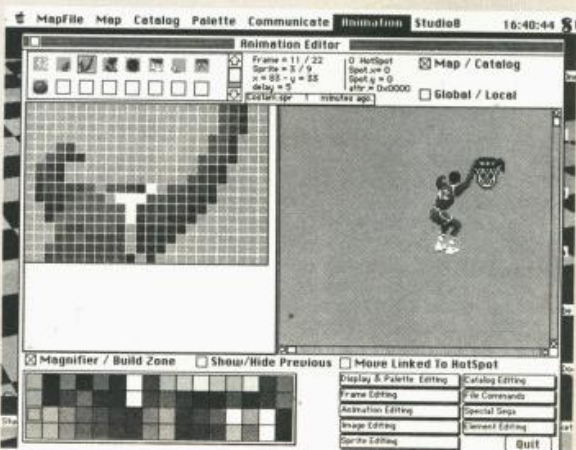 MapFile Map Catalog Palette Communicate Animation Studio8 16:40:44
Animation Editor
Frame = 11 / 22
Sprite = 3 / 9
x = 83 - y = 33
delay = 5
0 HotSpot
Spot.x = 0
Spot.y = 0
attr = 0x0000
1 minutes ago.
Map / Catalog
Global / Local
Magnifier / Build Zone
Show/Hide Previous
Move Linked To HotSpot
Display & Palette Editing
Frame Editing
Animation Editing
Image Editing
Sprite Editing
Catalog Editing
File Commands
Special Sega
Element Editing
Quit